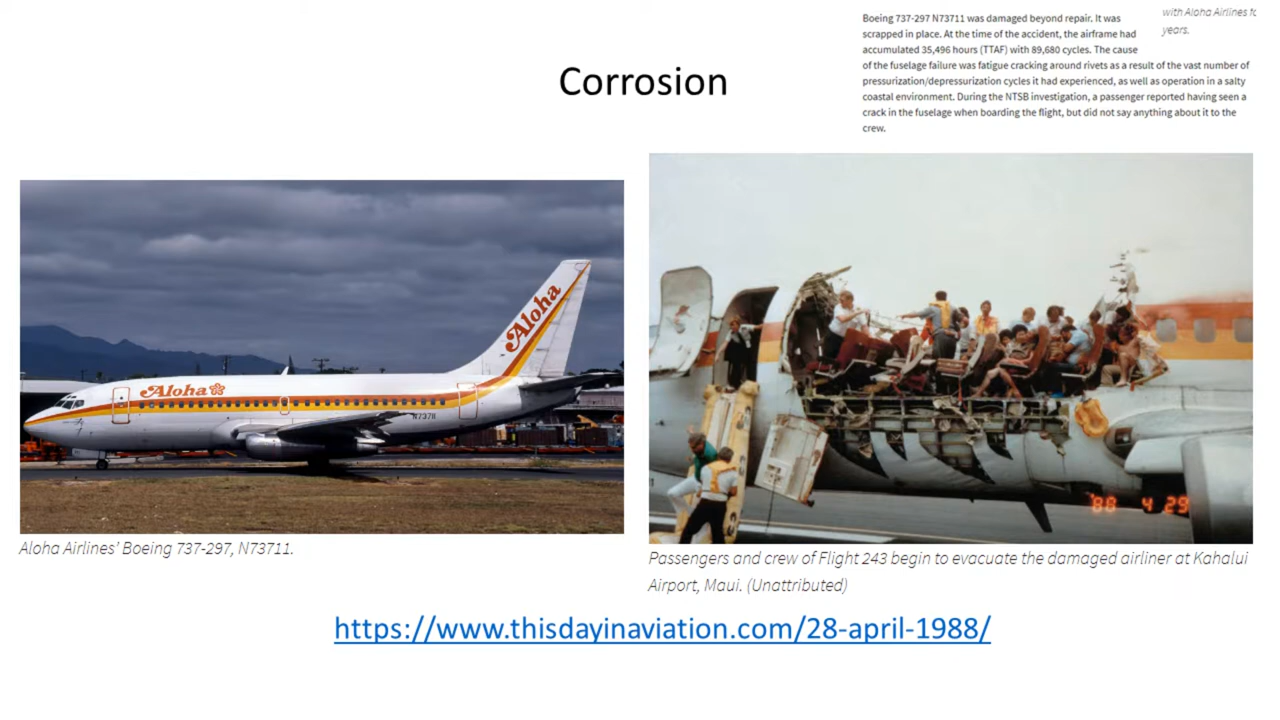 Boeing 737-297 N73711 was damaged beyond repair. It was
scrapped in place. At the time of the accident, the airframe had
accumulated 35,496 hours (TTAF) with 89,680 cycles. The cause
of the fuselage failure was fatigue cracking around rivets as a result of the vast number of
pressurization/depressurization cycles it had experienced, as well as operation in a salty
coastal environment. During the NTSB investigation, a passenger reported having seen a
crack in the fuselage when boarding the flight, but did not say anything about it to the
crew.
with Aloha Airlines
years.
Corrosion
Aloha
Aloha
N73711
88 4 29
Aloha Airlines’ Boeing 737-297, N73711.
Passengers and crew of Flight 243 begin to evacuate the damaged airliner at Kahalui
Airport, Maui. (Unattributed)
https://www.thisdayinaviation.com/28-april-1988/